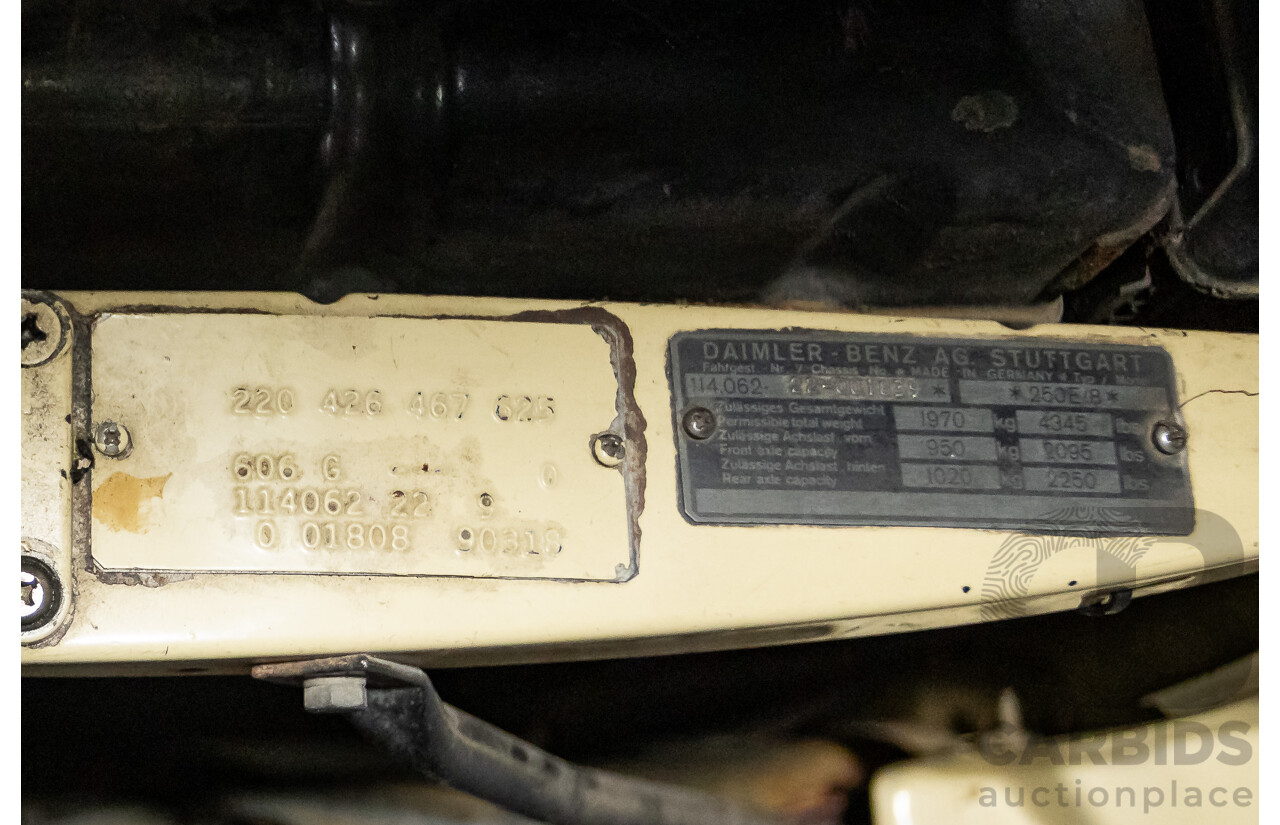 220 426 467 625
606 G 0
114062 22
0 01808 90316
DAIMLER-BENZ AG STUTTGART
Fahrgest.-Nr. / Chassis No. * MADE IN GERMANY * Typ /
114.062- *
* 250E/8 *
Zulässiges Gesamtgewicht
Permissible total weight 1970 kg 4345 lbs
Zulässige Achslast vorn
Front axle capacity 950 kg 2095 lbs
Zulässige Achslast hinten
Rear axle capacity 1020 kg 2250 lbs
CARBIDS
auctionplace